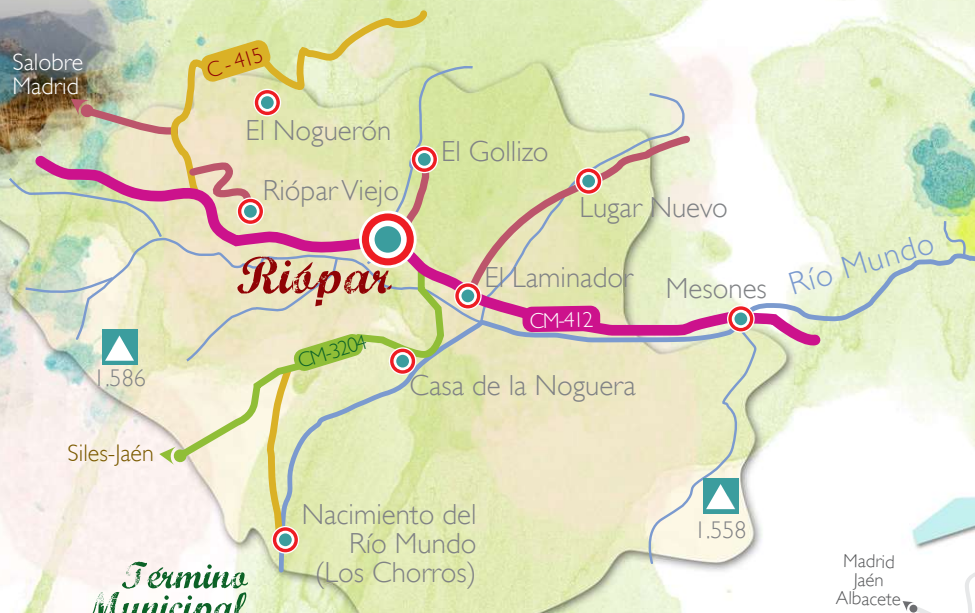 Salobre
Madrid
C-415
El Noguerón
El Gollizo
Riópar Viejo
Lugar Nuevo
Riópar
El Laminador
Mesones
Río Mundo
CM-412
CM-3204
1.586
Casa de la Noguera
Siles-Jaén
Nacimiento del
Río Mundo
(Los Chorros)
1.558
Término
Municipal
Madrid
Jaén
Albacete